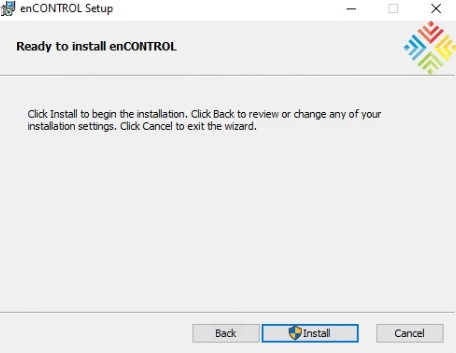 enCONTROL Setup
Ready to install enCONTROL
Click Install to begin the installation. Click Back to review or change any of your
installation settings. Click Cancel to exit the wizard.
Back
Install
Cancel